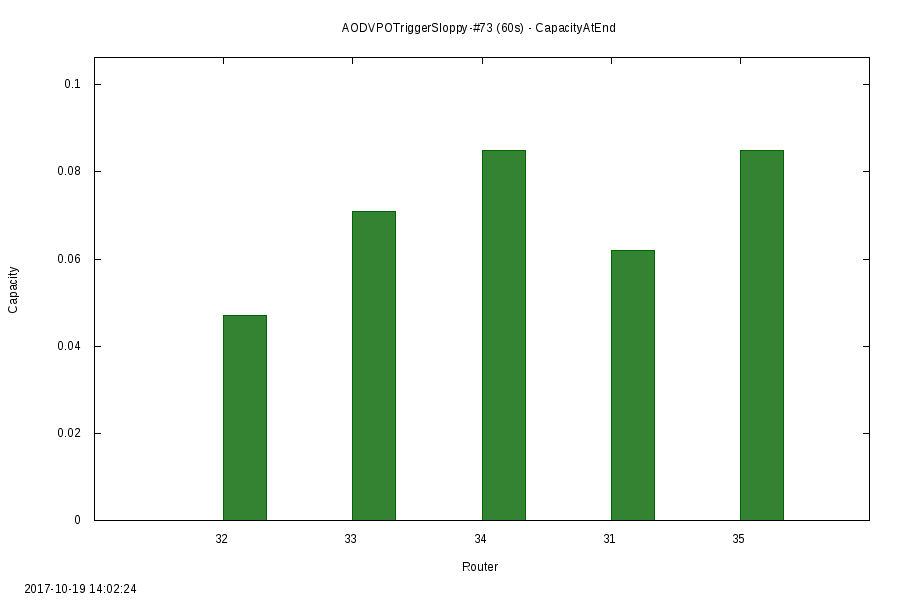 AODVPOTriggerSloppy-#73 (60s) - CapacityAtEnd
0.1
0.08
0.06
0.04
0.02
0
Capacity
32 33 34 31 35
Router
2017-10-19 14:02:24